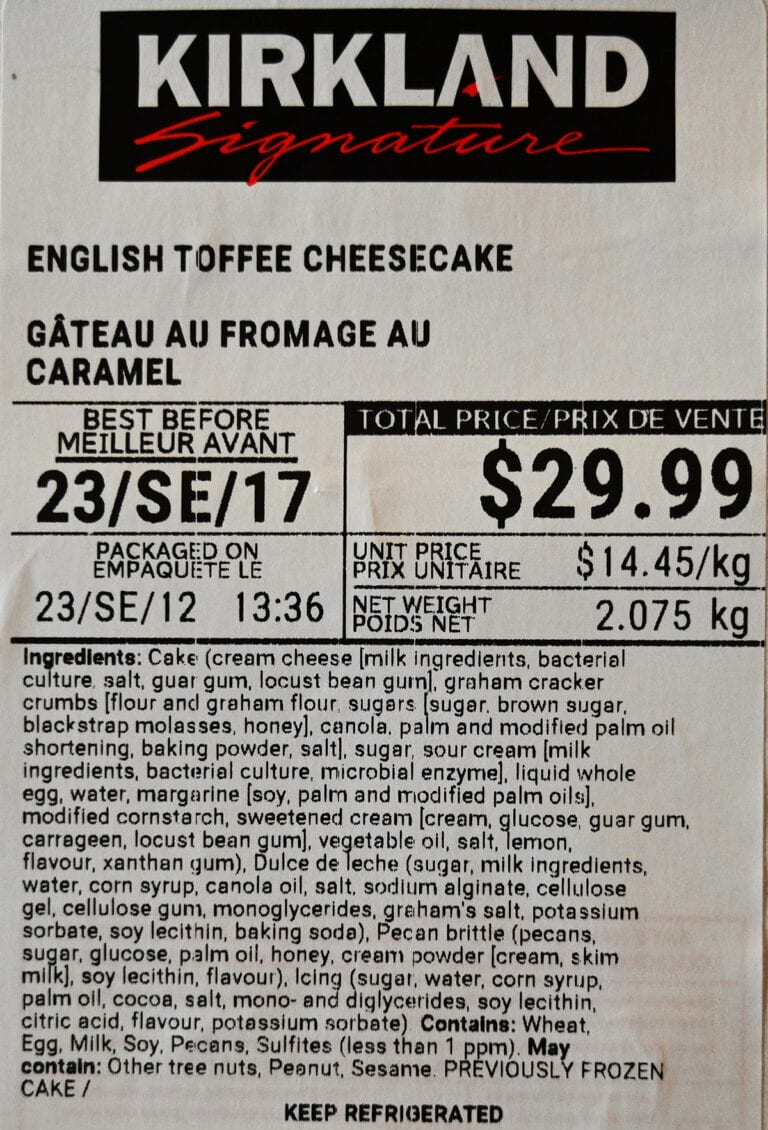 KIRKLAND
Signature
ENGLISH TOFFEE CHEESECAKE
GÂTEAU AU FROMAGE AU
CARAMEL
BEST BEFORE
MEILLEUR AVANT
23/SE/17
TOTAL PRICE/PRIX DE VENTE
$29.99
PACKAGED ON
EMPAQUETE LE
23/SE/12 13:36
UNIT PRICE
PRIX UNITAIRE
$14.45/kg
NET WEIGHT
POIDS NET
2.075 kg
Ingredients: Cake (cream cheese [milk ingredients, bacterial
culture, salt, guar gum, locust bean gum], graham cracker
crumbs [flour and graham flour, sugars [sugar, brown sugar,
blackstrap molasses, honey], canola, palm and modified palm oil
shortening, baking powder, salt], sugar, sour cream [milk
ingredients, bacterial culture, microbial enzyme], liquid whole
egg, water, margarine [soy, palm and modified palm oils],
modified cornstarch, sweetened cream [cream, glucose, guar gum,
carrageen, locust bean gum], vegetable oil, salt, lemon,
flavour, xanthan gum), Dulce de leche (sugar, milk ingredients,
water, corn syrup, canola oil, salt, sodium alginate, cellulose
gel, cellulose gum, monoglycerides, graham's salt, potassium
sorbate, soy lecithin, baking soda), Pecan brittle (pecans,
sugar, glucose, palm oil, honey, cream powder [cream, skim
milk], soy lecithin, flavour), Icing (sugar, water, corn syrup,
palm oil, cocoa, salt, mono- and diglycerides, soy lecithin,
citric acid, flavour, potassium sorbate) Contains: Wheat,
Egg, Milk, Soy, Pecans, Sulfites (less than 1 ppm). May
contain: Other tree nuts, Peanut, Sesame. PREVIOUSLY FROZEN
CAKE /
KEEP REFRIGERATED